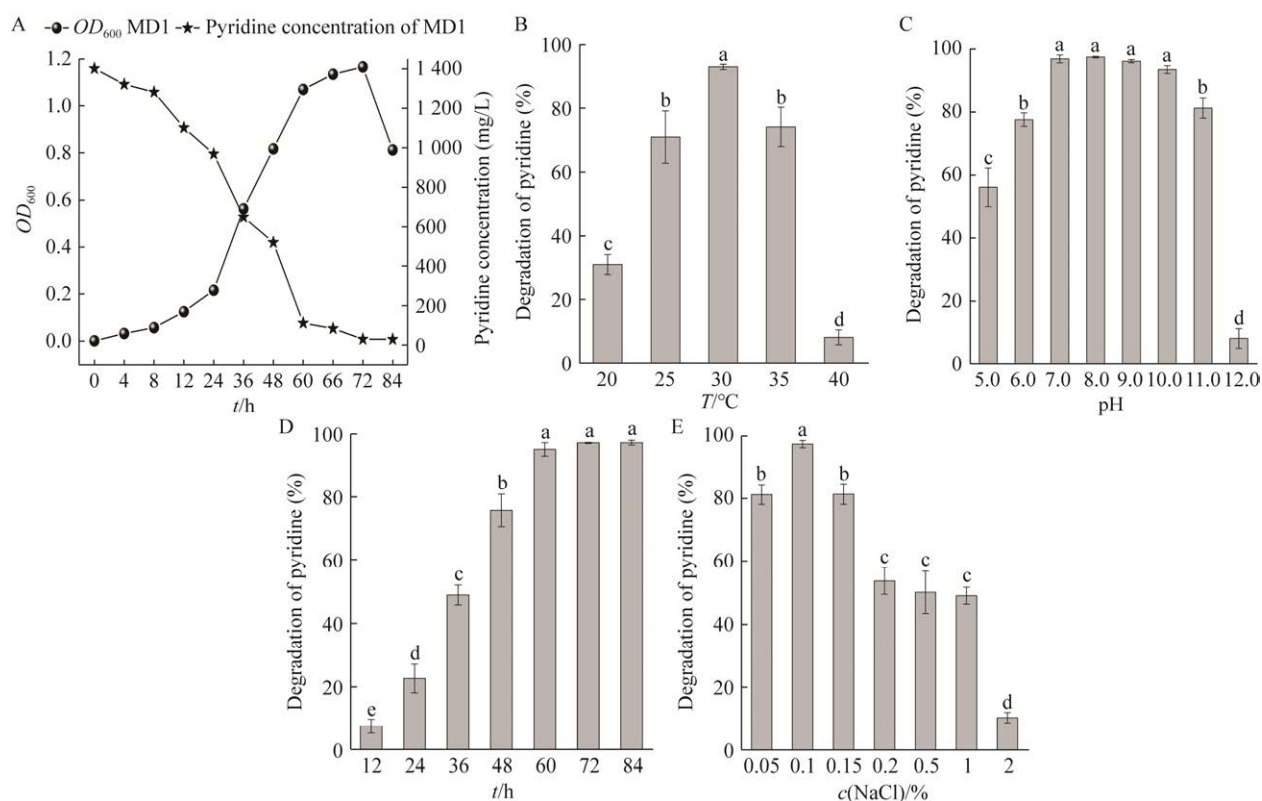 A
OD600 MD1 Pyridine concentration of MD1
1.2
1.0
0.8
0.6
0.4
0.2
0.0
OD600
1 400
1 200
1 000
800
600
400
200
0
Pyridine concentration (mg/L)
0 4 8 12 24 36 48 60 66 72 84
t/h
B
100
80
60
40
20
0
Degradation of pyridine (%)
c b a b d
20 25 30 35 40
T/°C
C
100
80
60
40
20
0
Degradation of pyridine (%)
c b a a a a b d
5.0 6.0 7.0 8.0 9.0 10.0 11.0 12.0
pH
D
100
80
60
40
20
0
Degradation of pyridine (%)
e d c b a a a
12 24 36 48 60 72 84
t/h
E
100
80
60
40
20
0
Degradation of pyridine (%)
b a b c c c d
0.05 0.1 0.15 0.2 0.5 1 2
c(NaCl)/%